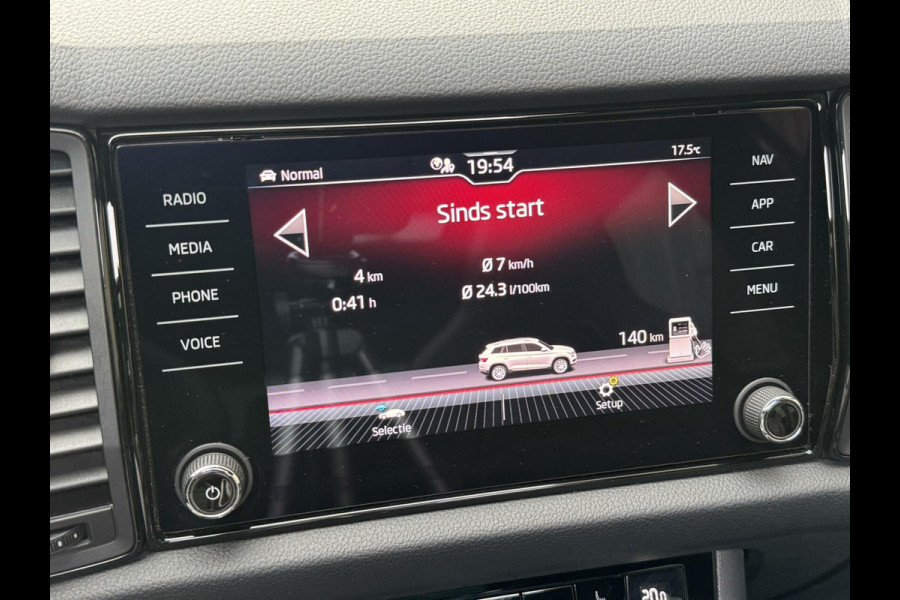 Normal
19:54
17.5°C
RADIO
MEDIA
PHONE
VOICE
Sinds start
4 km
0:41 h
Ø 7 km/h
Ø 24.3 l/100km
140 km
Selectie
Setup
NAV
APP
CAR
MENU
20.0